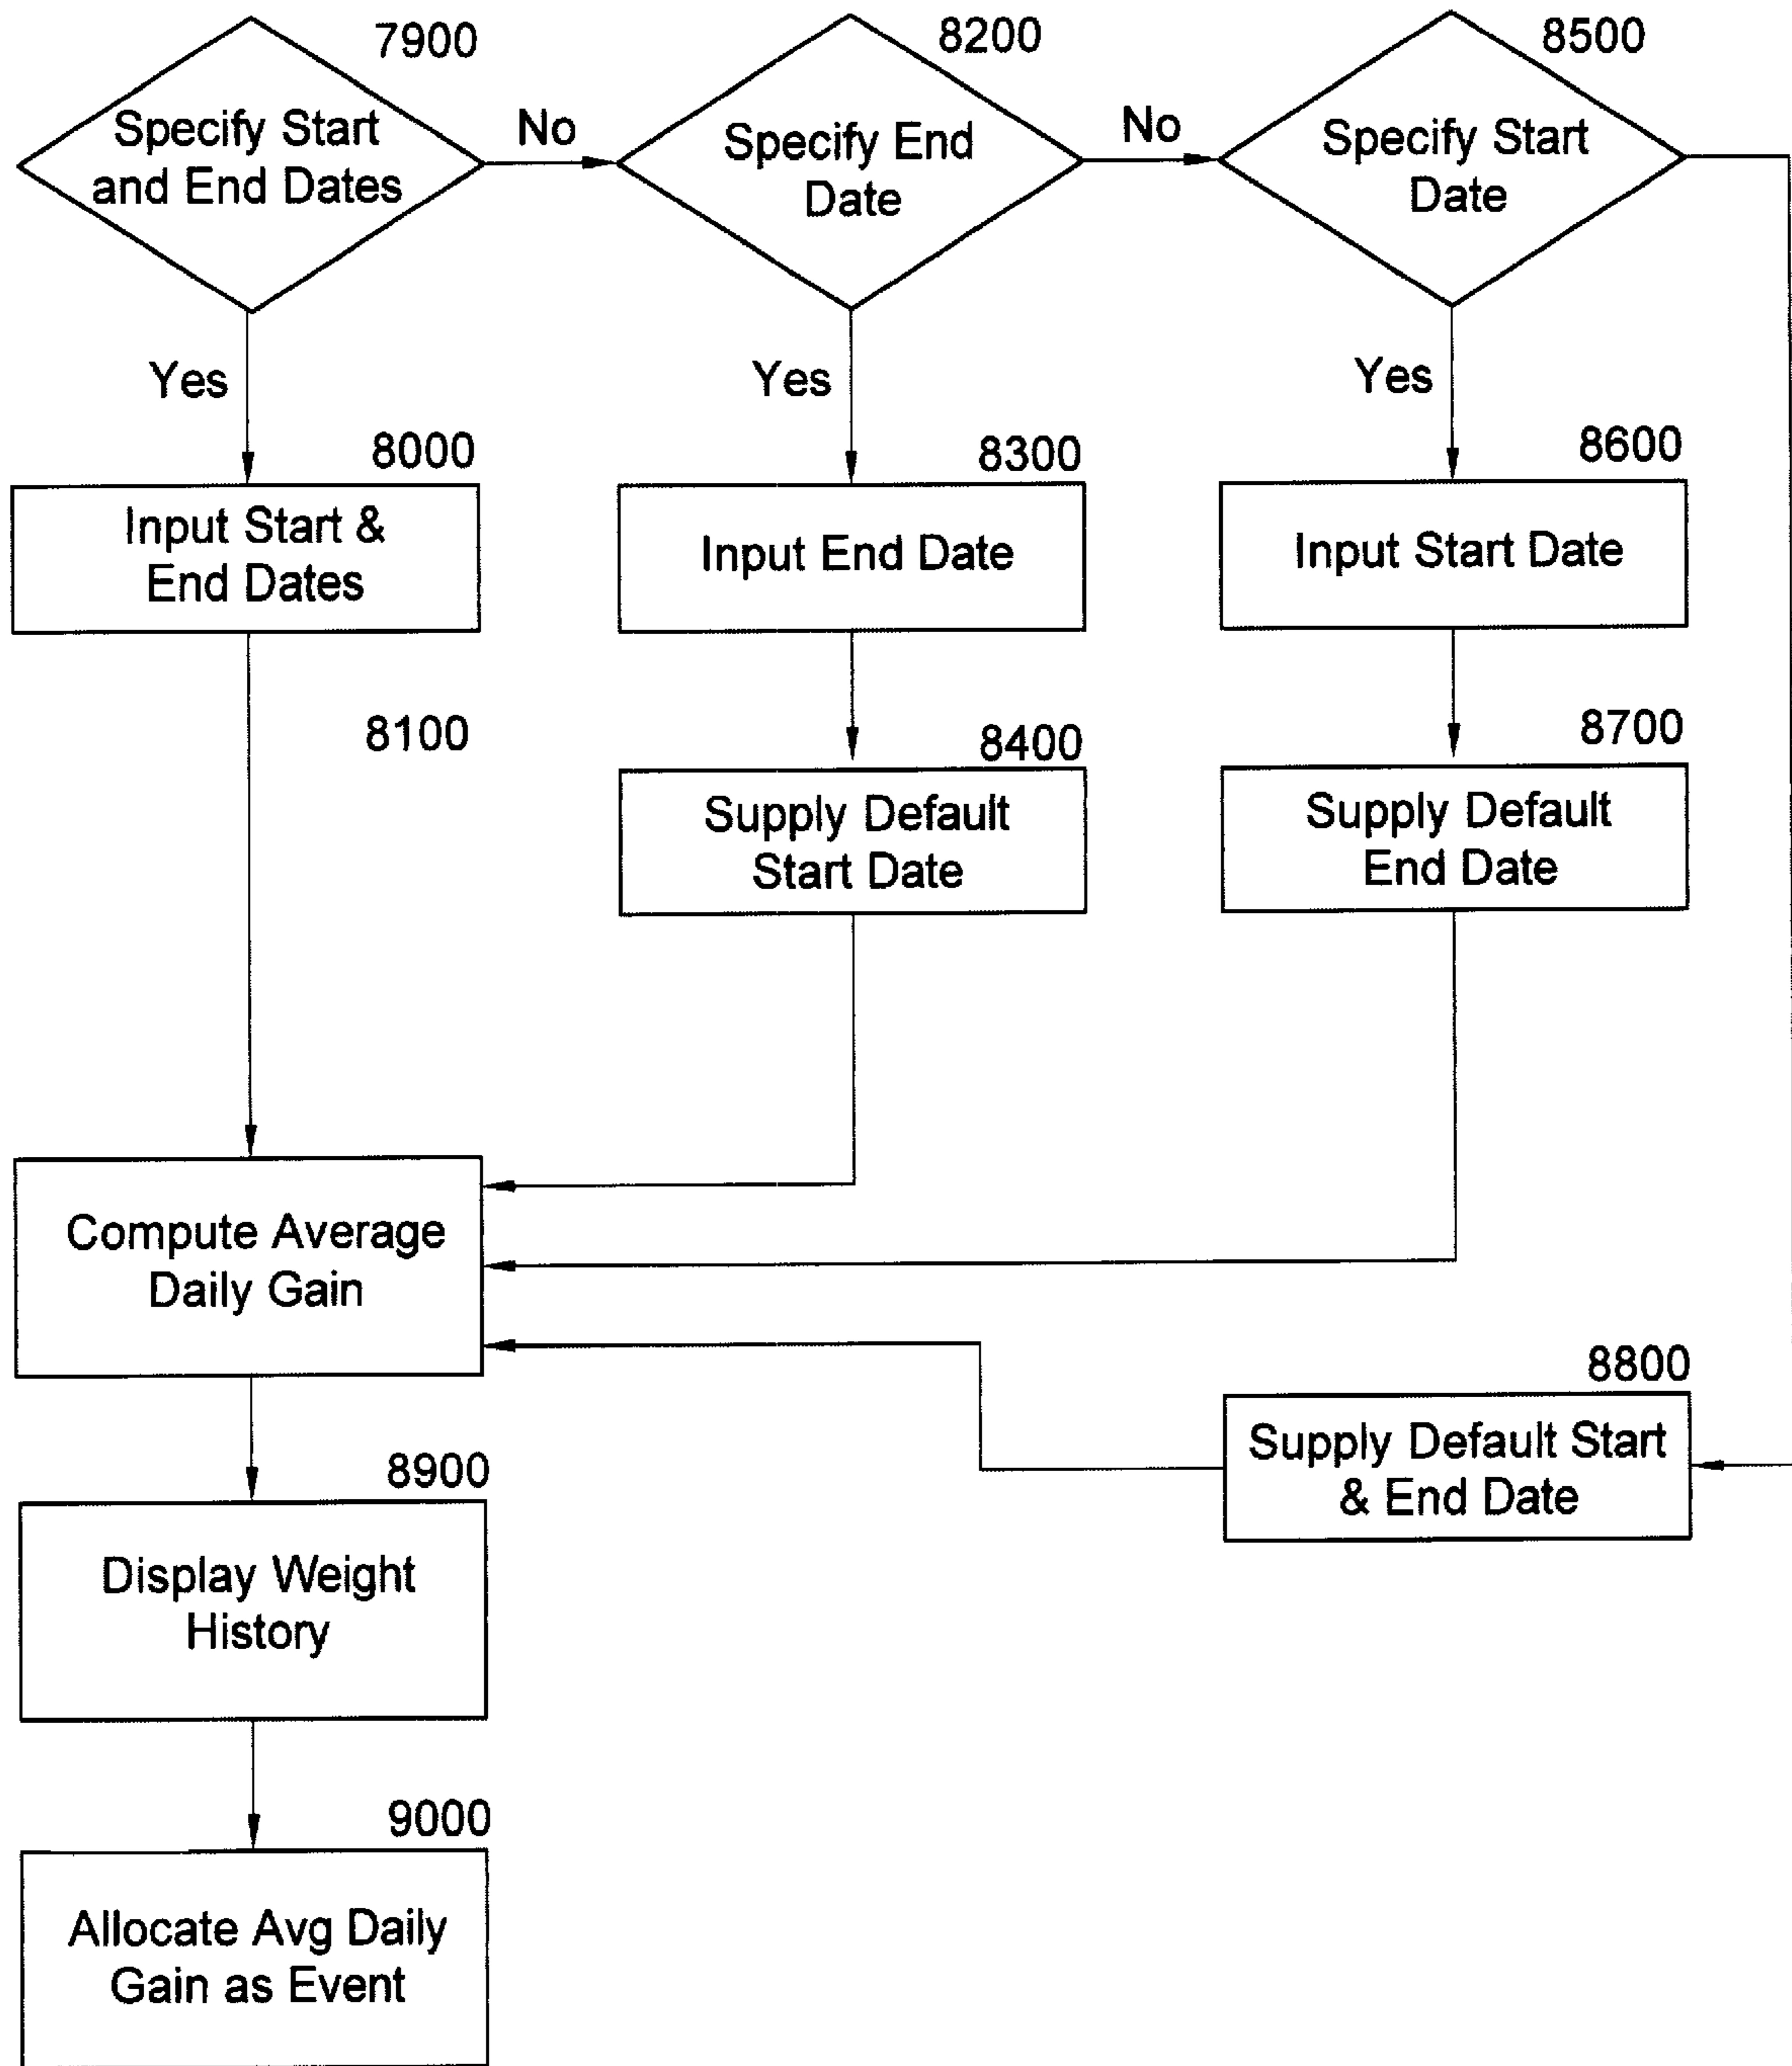 7900
Specify Start
and End Dates
No
8200
Specify End
Date
No
8500
Specify Start
Date
Yes
Yes
Yes
8000
Input Start &
End Dates
8300
Input End Date
8600
Input Start Date
8100
8400
Supply Default
Start Date
8700
Supply Default
End Date
Compute Average
Daily Gain
8800
Supply Default Start
& End Date
8900
Display Weight
History
9000
Allocate Avg Daily
Gain as Event